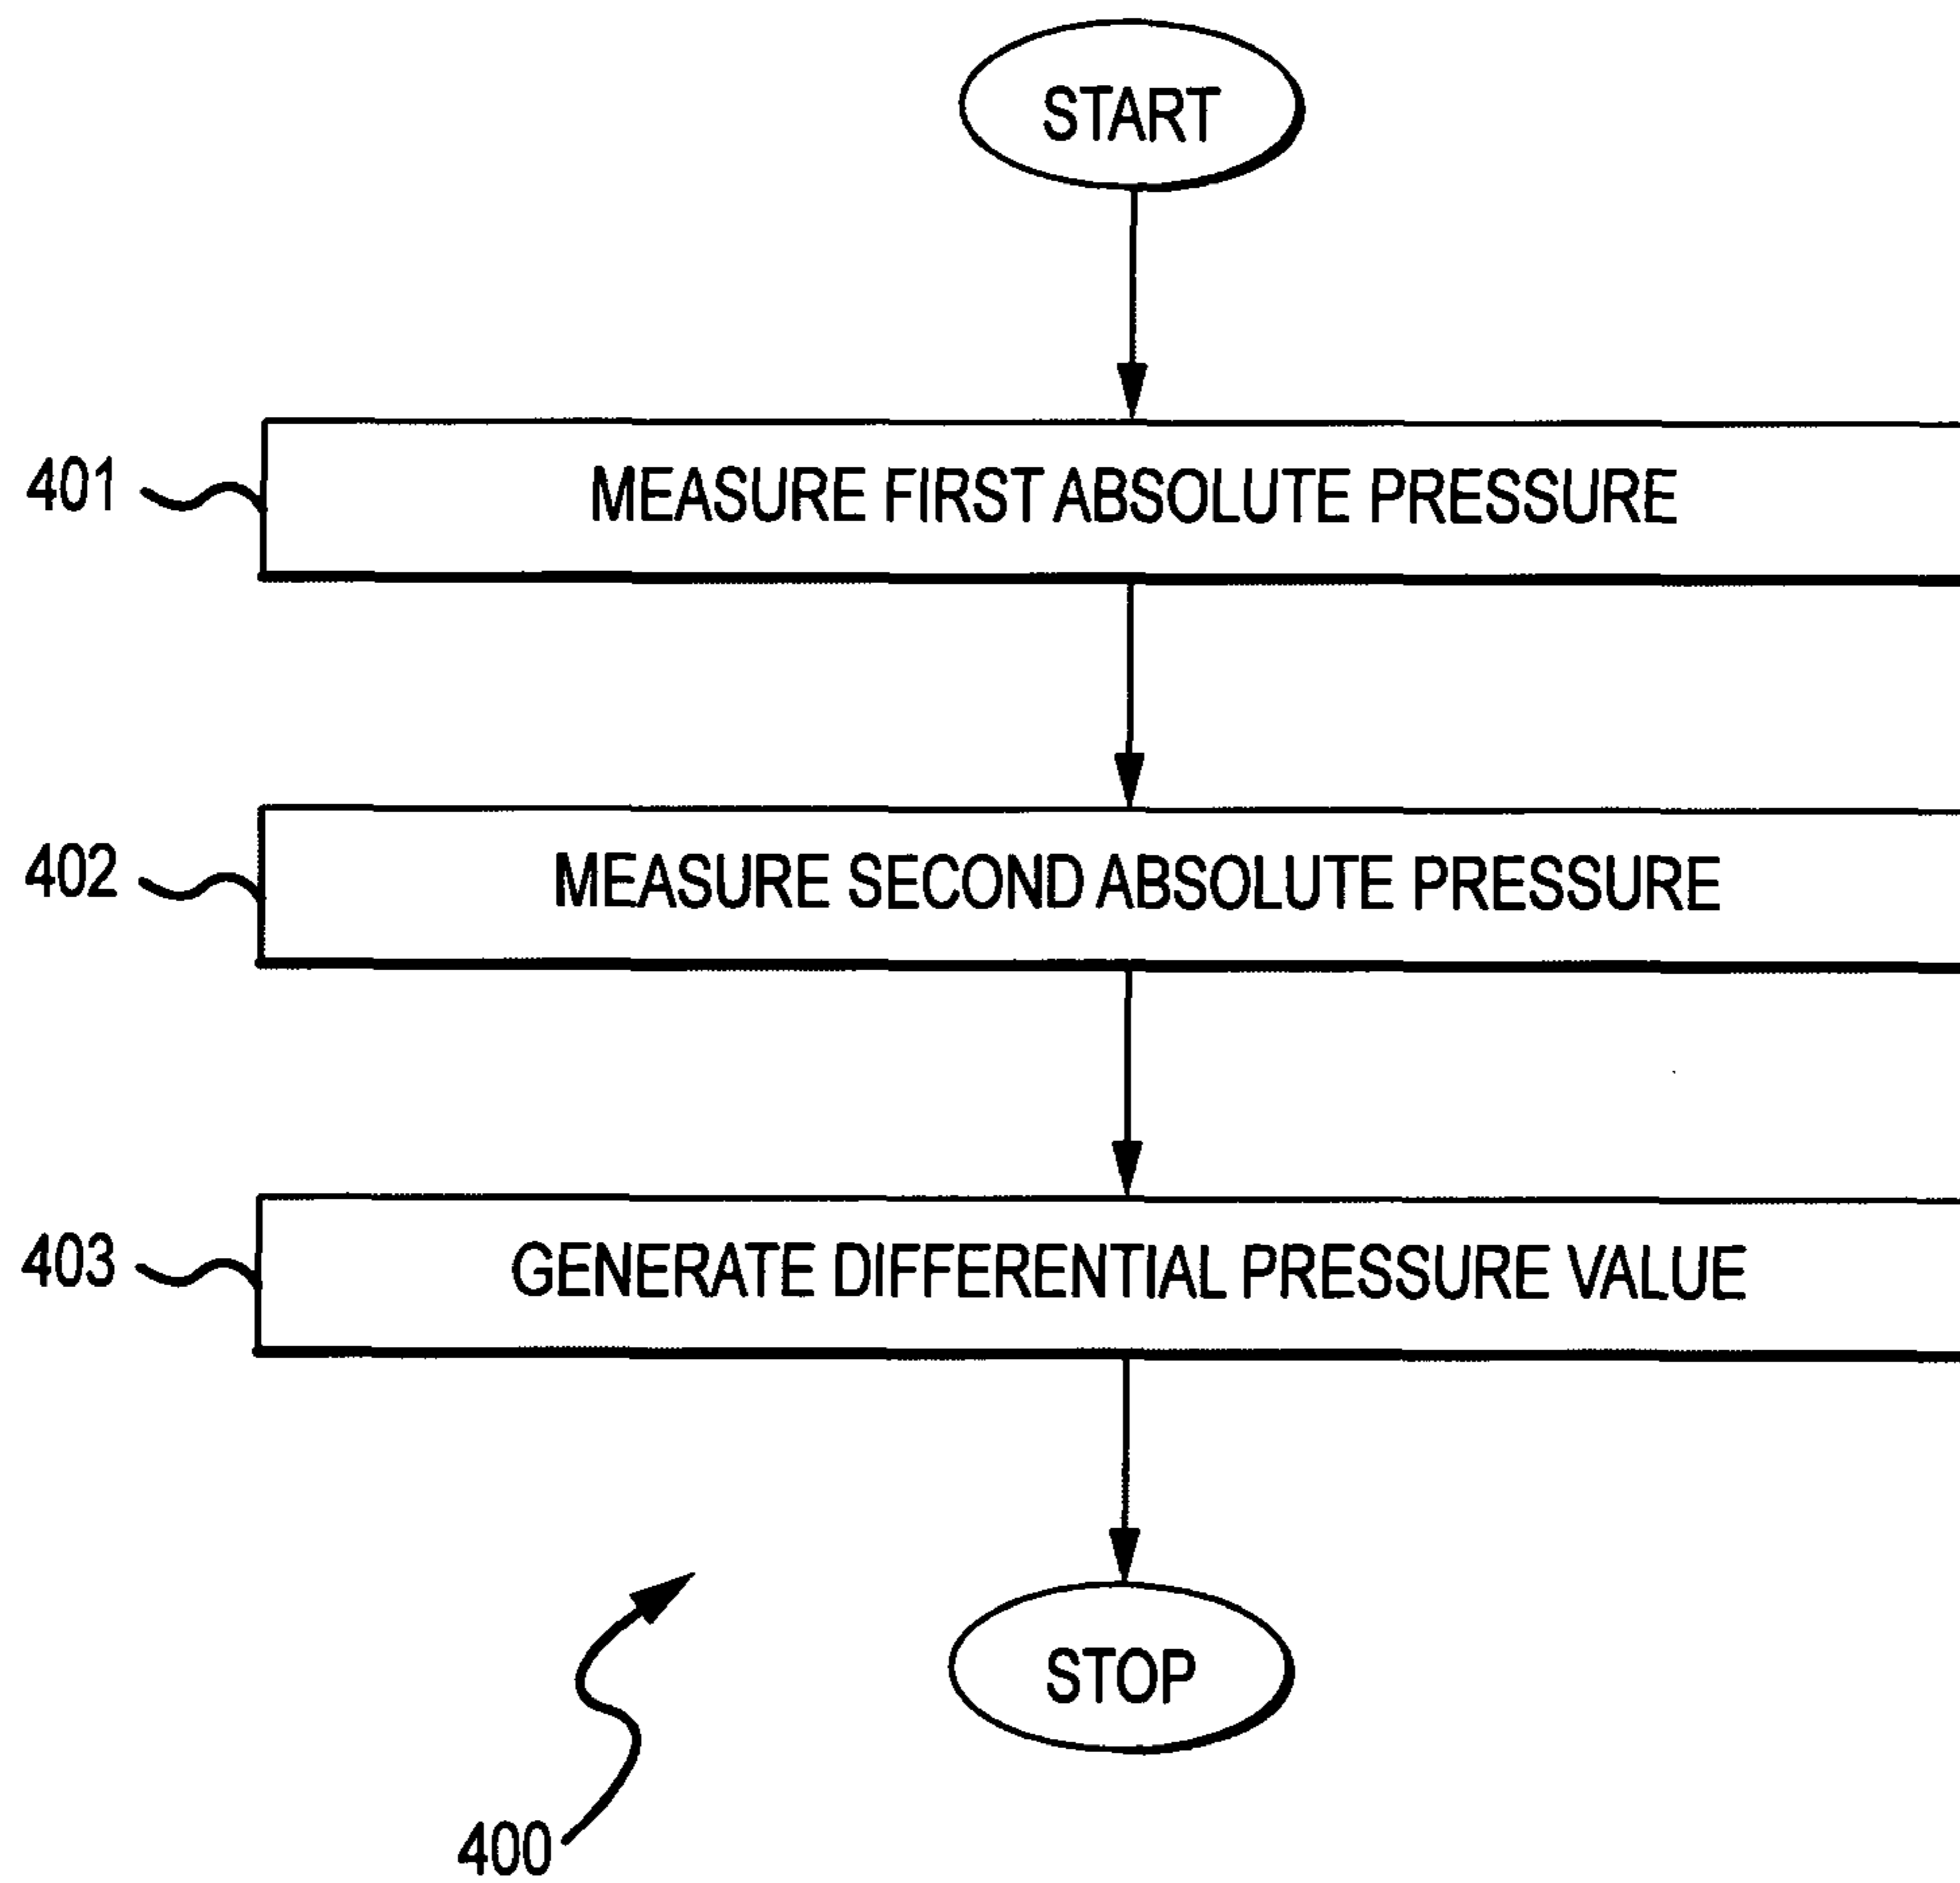 START
401
MEASURE FIRST ABSOLUTE PRESSURE
402
MEASURE SECOND ABSOLUTE PRESSURE
403
GENERATE DIFFERENTIAL PRESSURE VALUE
STOP
400